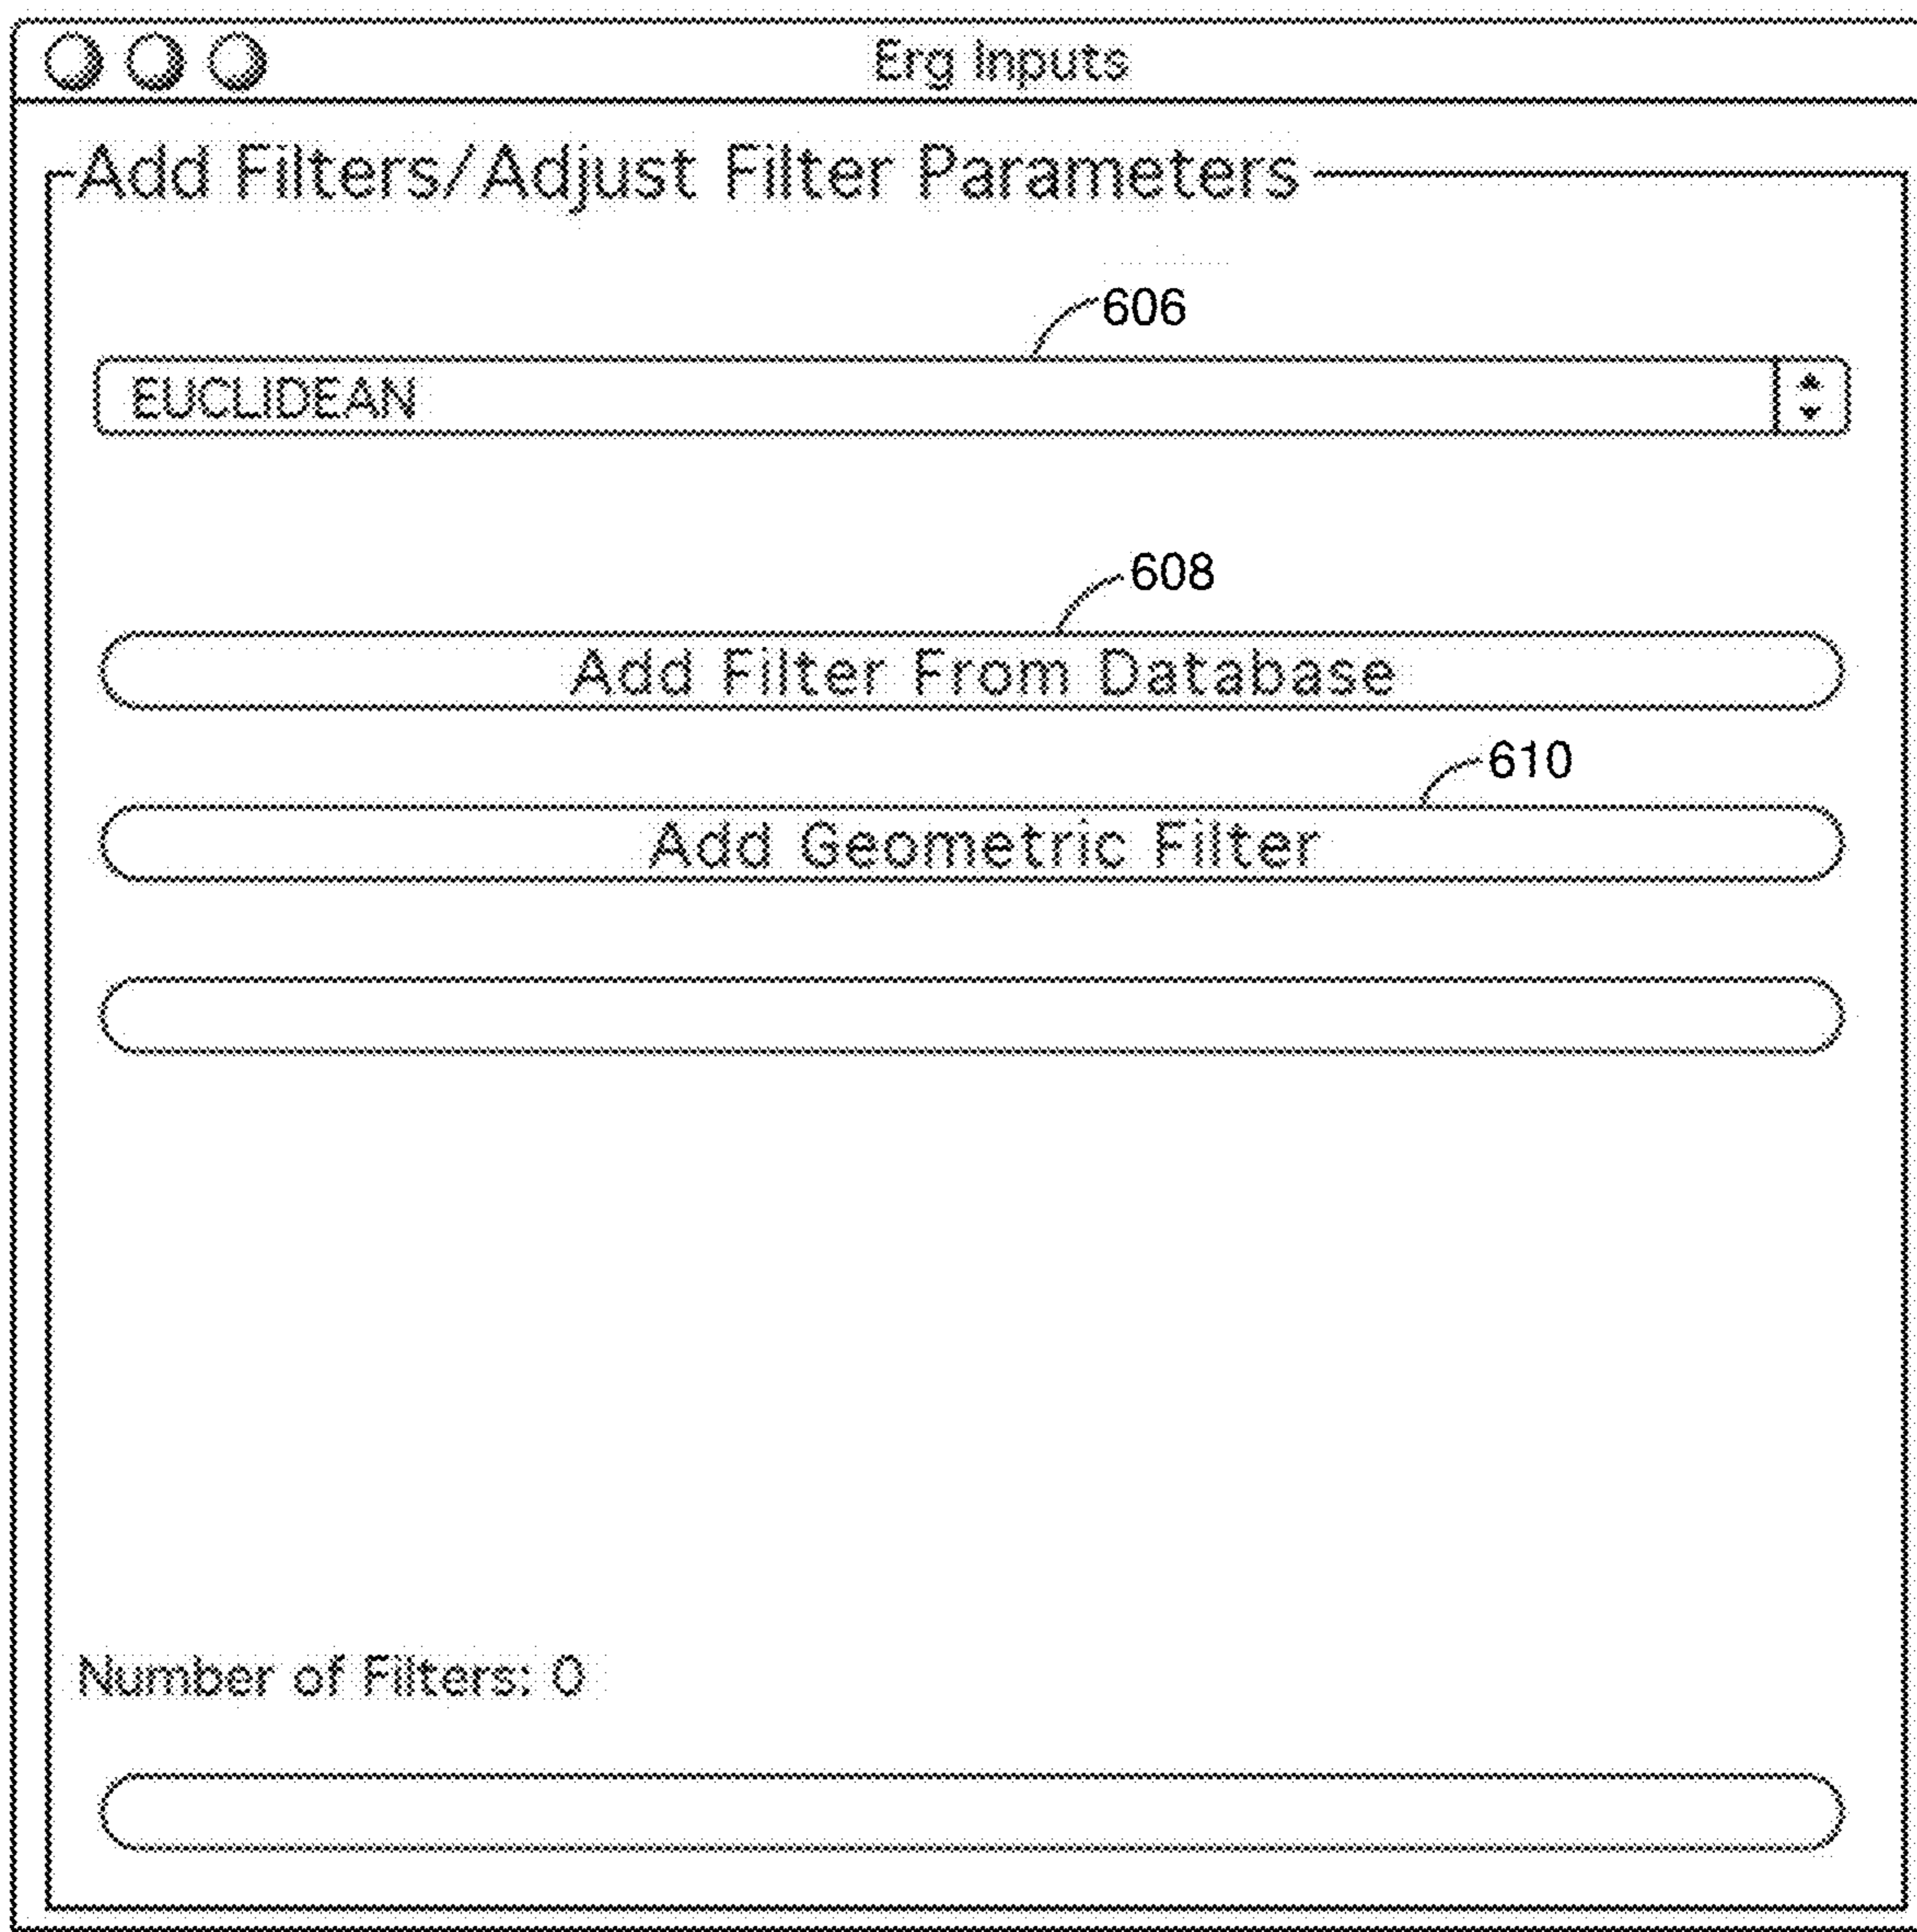 Erg Inputs
Add Filters/Adjust Filter Parameters
606
EUCLIDEAN
608
Add Filter From Database
610
Add Geometric Filter
Number of Filters: 0